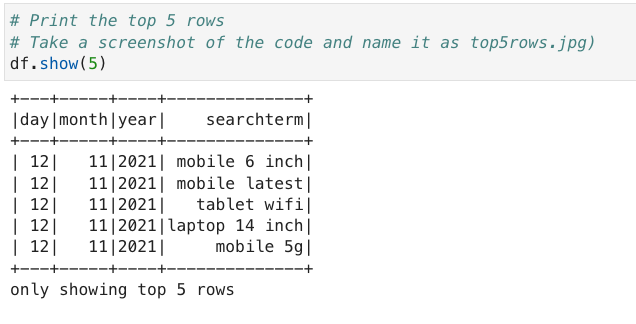 # Print the top 5 rows
# Take a screenshot of the code and name it as top5rows.jpg)
df.show(5)
+---+-----+----+--------------+
|day|month|year|    searchterm|
+---+-----+----+--------------+
| 12|   11|2021| mobile 6 inch|
| 12|   11|2021| mobile latest|
| 12|   11|2021|   tablet wifi|
| 12|   11|2021|laptop 14 inch|
| 12|   11|2021|     mobile 5g|
+---+-----+----+--------------+
only showing top 5 rows